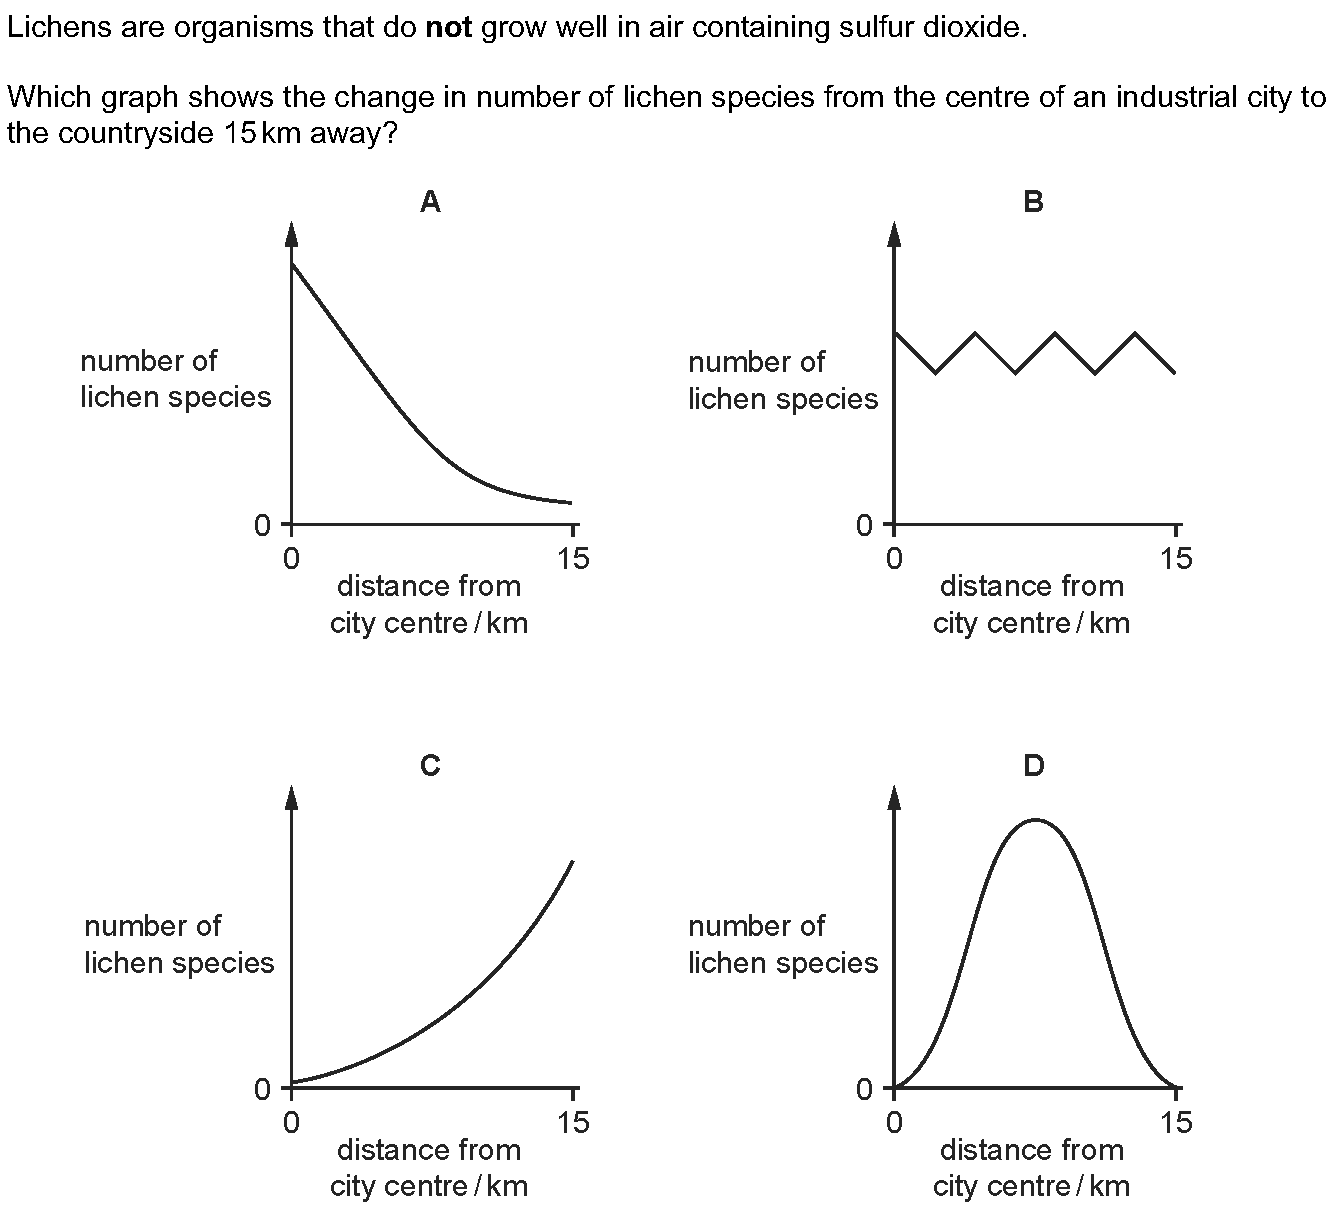 Lichens are organisms that do not grow well in air containing sulfur dioxide.
Which graph shows the change in number of lichen species from the centre of an industrial city to
the countryside 15 km away?
A
number of
lichen species
0
0
15
distance from
city centre / km
B
number of
lichen species
0
0
15
distance from
city centre / km
C
number of
lichen species
0
0
15
distance from
city centre / km
D
number of
lichen species
0
0
15
distance from
city centre / km